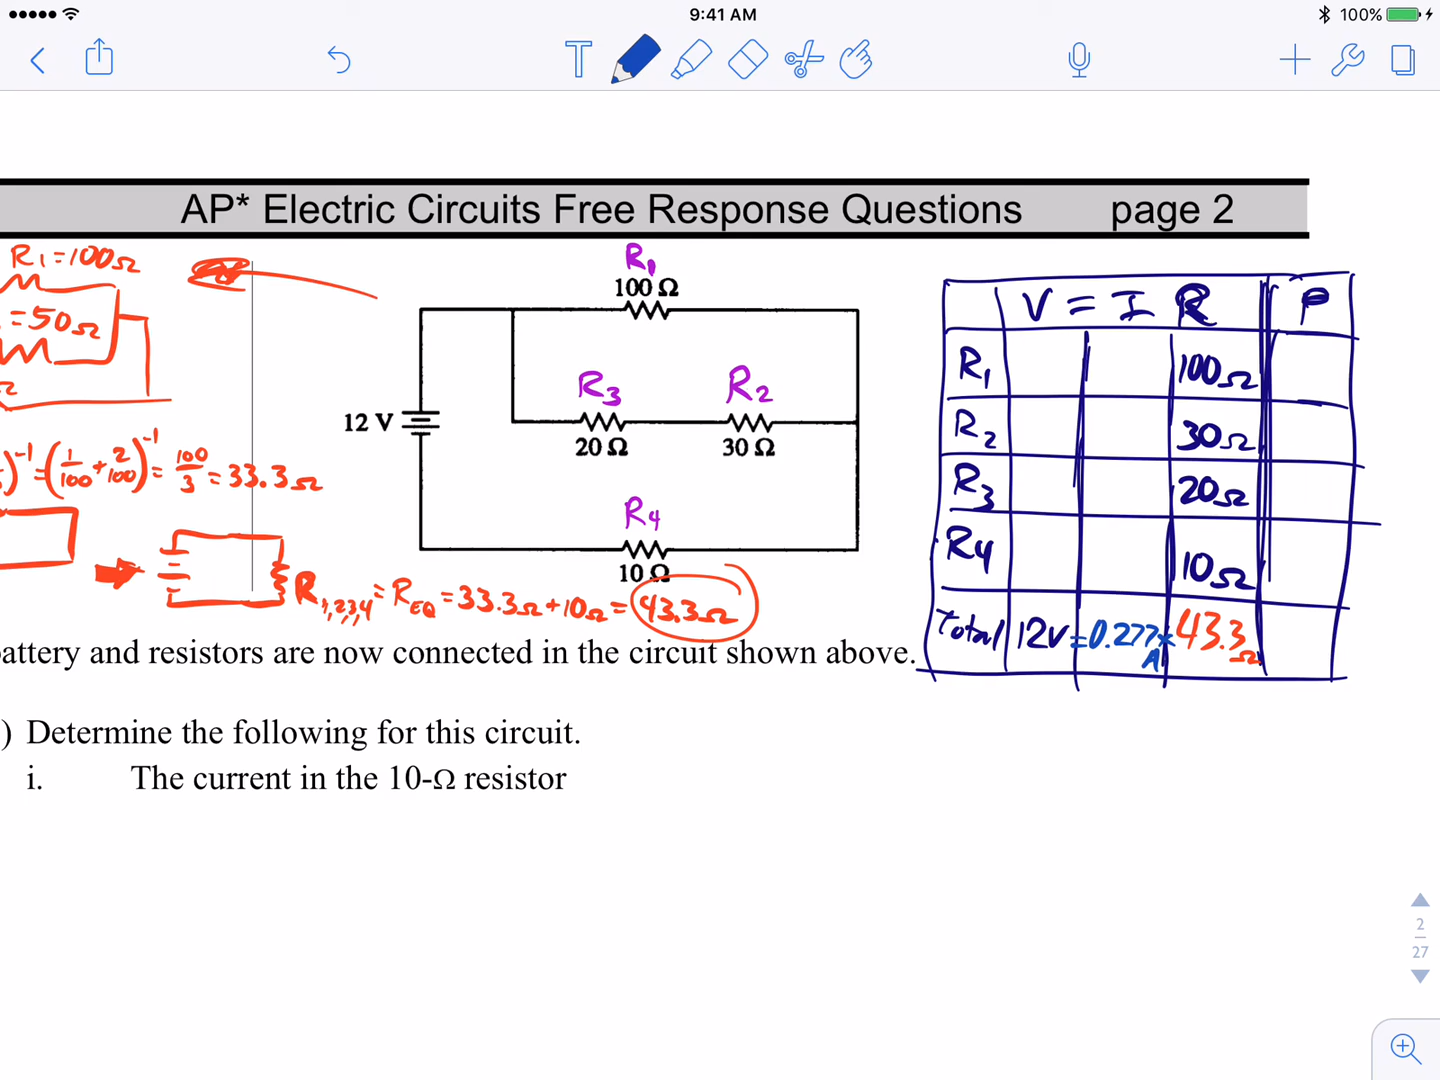 9:41 AM
100%
T
AP* Electric Circuits Free Response Questions page 2
R1=100Ω
=50Ω
Ω
)⁻¹=(1/100+2/100)⁻¹=100/3=33.3Ω
R1,2,3,4=REQ=33.3Ω+10Ω=43.3Ω
R1
100 Ω
R3
R2
12 V
20 Ω
30 Ω
R4
10 Ω
V = I R P
R1 100Ω
R2 30Ω
R3 20Ω
R4 10Ω
Total 12V=0.277A×43.3Ω
battery and resistors are now connected in the circuit shown above.
) Determine the following for this circuit.
i. The current in the 10-Ω resistor
2
27